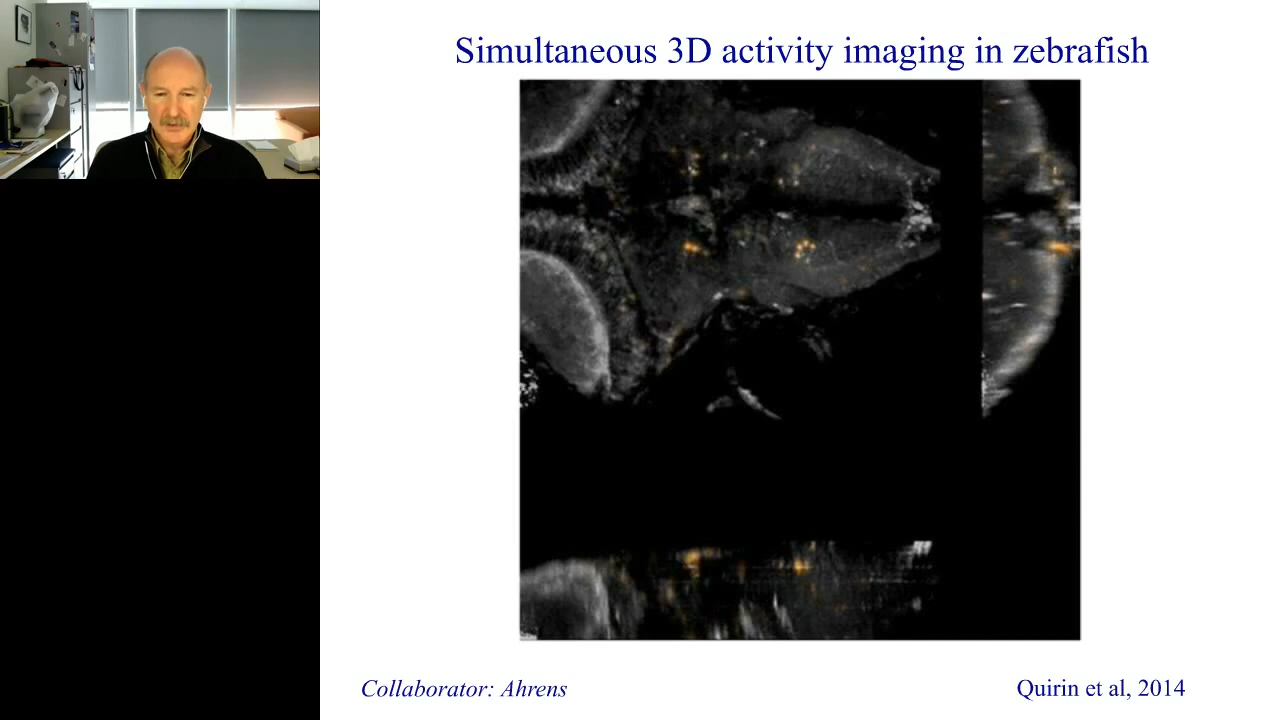 Simultaneous 3D activity imaging in zebrafish
Collaborator: Ahrens
Quirin et al, 2014